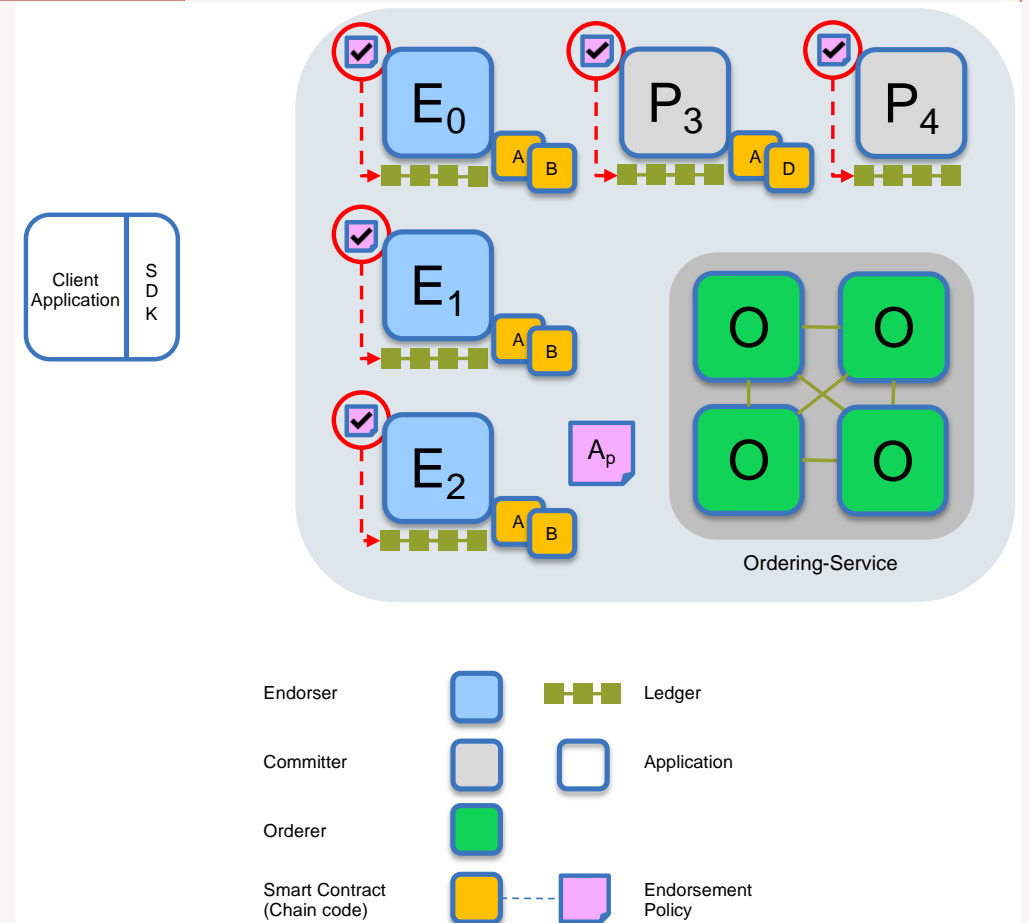 E0
P3
P4
A
B
A
D
Client
Application
S
D
K
E1
A
B
O
O
E2
Ap
O
O
A
B
Ordering-Service
Endorser
Ledger
Committer
Application
Orderer
Smart Contract
(Chain code)
Endorsement
Policy